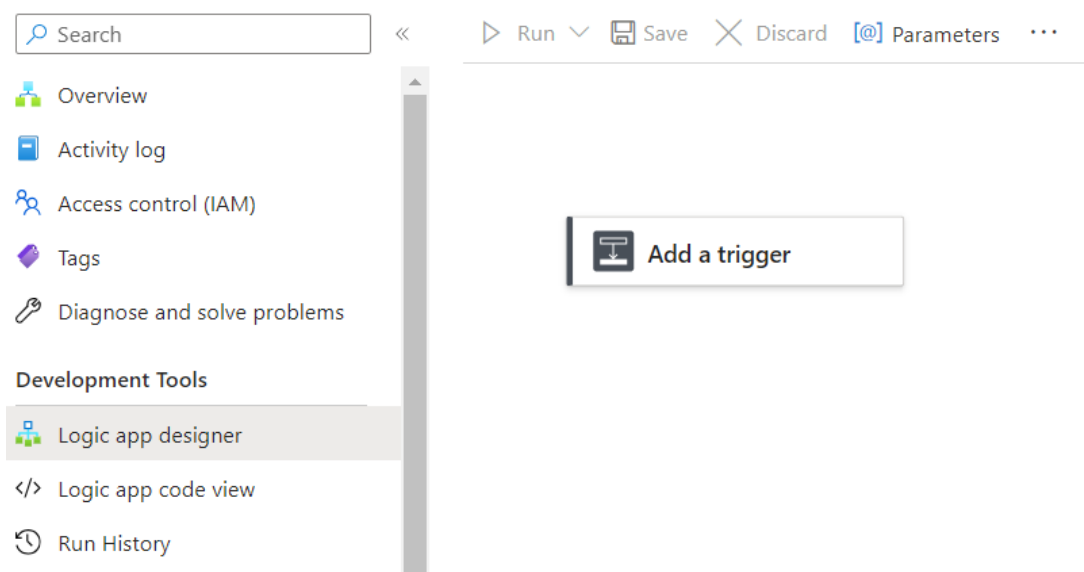 Search
Run Save Discard [@] Parameters ...
Overview
Activity log
Access control (IAM)
Tags
Add a trigger
Diagnose and solve problems
Development Tools
Logic app designer
</> Logic app code view
Run History